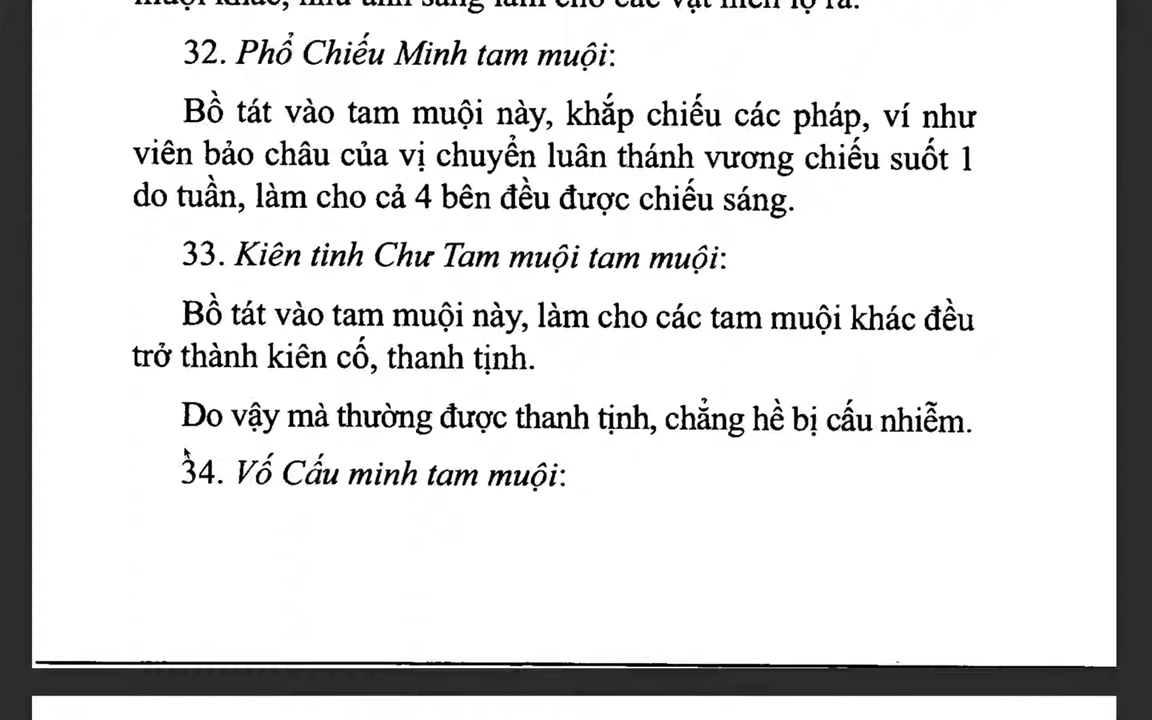 32. Phổ Chiếu Minh tam muội:
Bồ tát vào tam muội này, khắp chiếu các pháp, ví như
viên bảo châu của vị chuyển luân thánh vương chiếu suốt 1
do tuần, làm cho cả 4 bên đều được chiếu sáng.
33. Kiên tinh Chư Tam muội tam muội:
Bồ tát vào tam muội này, làm cho các tam muội khác đều
trở thành kiên cố, thanh tịnh.
Do vậy mà thường được thanh tịnh, chẳng hề bị cấu nhiễm.
34. Vố Cấu minh tam muội: